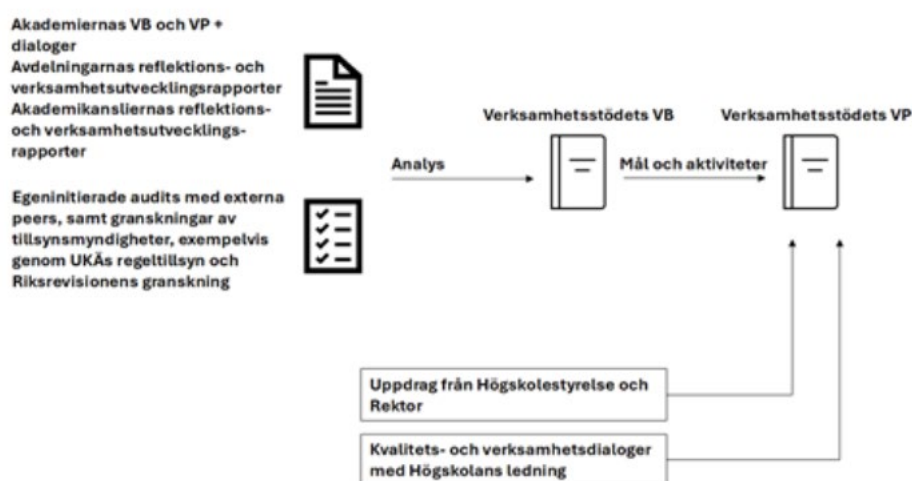 Akademiernas VB och VP +
dialoger
Avdelningarnas reflektions- och
verksamhetsutvecklingsrapporter
Akademikansliernas reflektions-
och verksamhetsutvecklings-
rapporter
Verksamhetsstödets VB
Verksamhetsstödets VP
Analys
Mål och aktiviteter
Egeninitierade audits med externa
peers, samt granskningar av
tillsynsmyndigheter, exempelvis
genom UKÄs regeltillsyn och
Riksrevisionens granskning
Uppdrag från Högskolestyrelse och
Rektor
Kvalitets- och verksamhetsdialoger
med Högskolans ledning